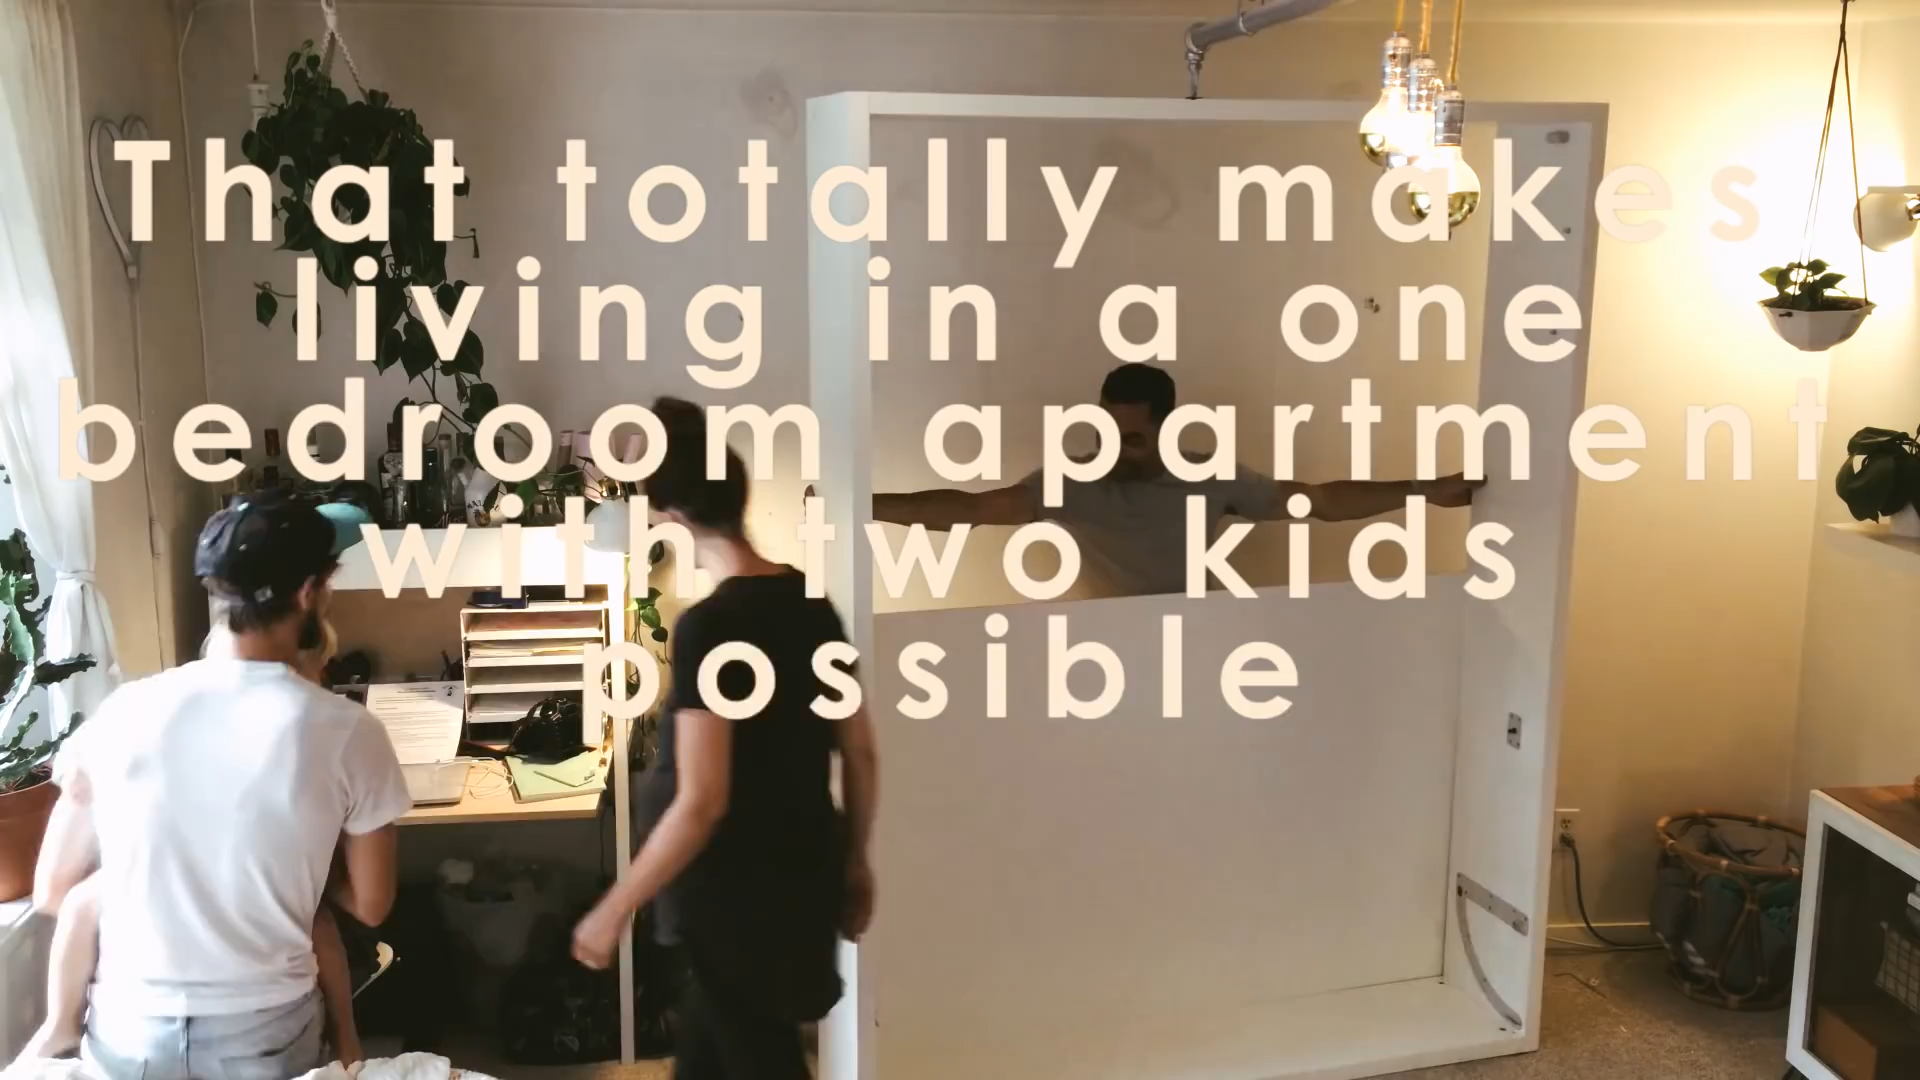 That totally makes
living in a one
bedroom apartment
with two kids
possible